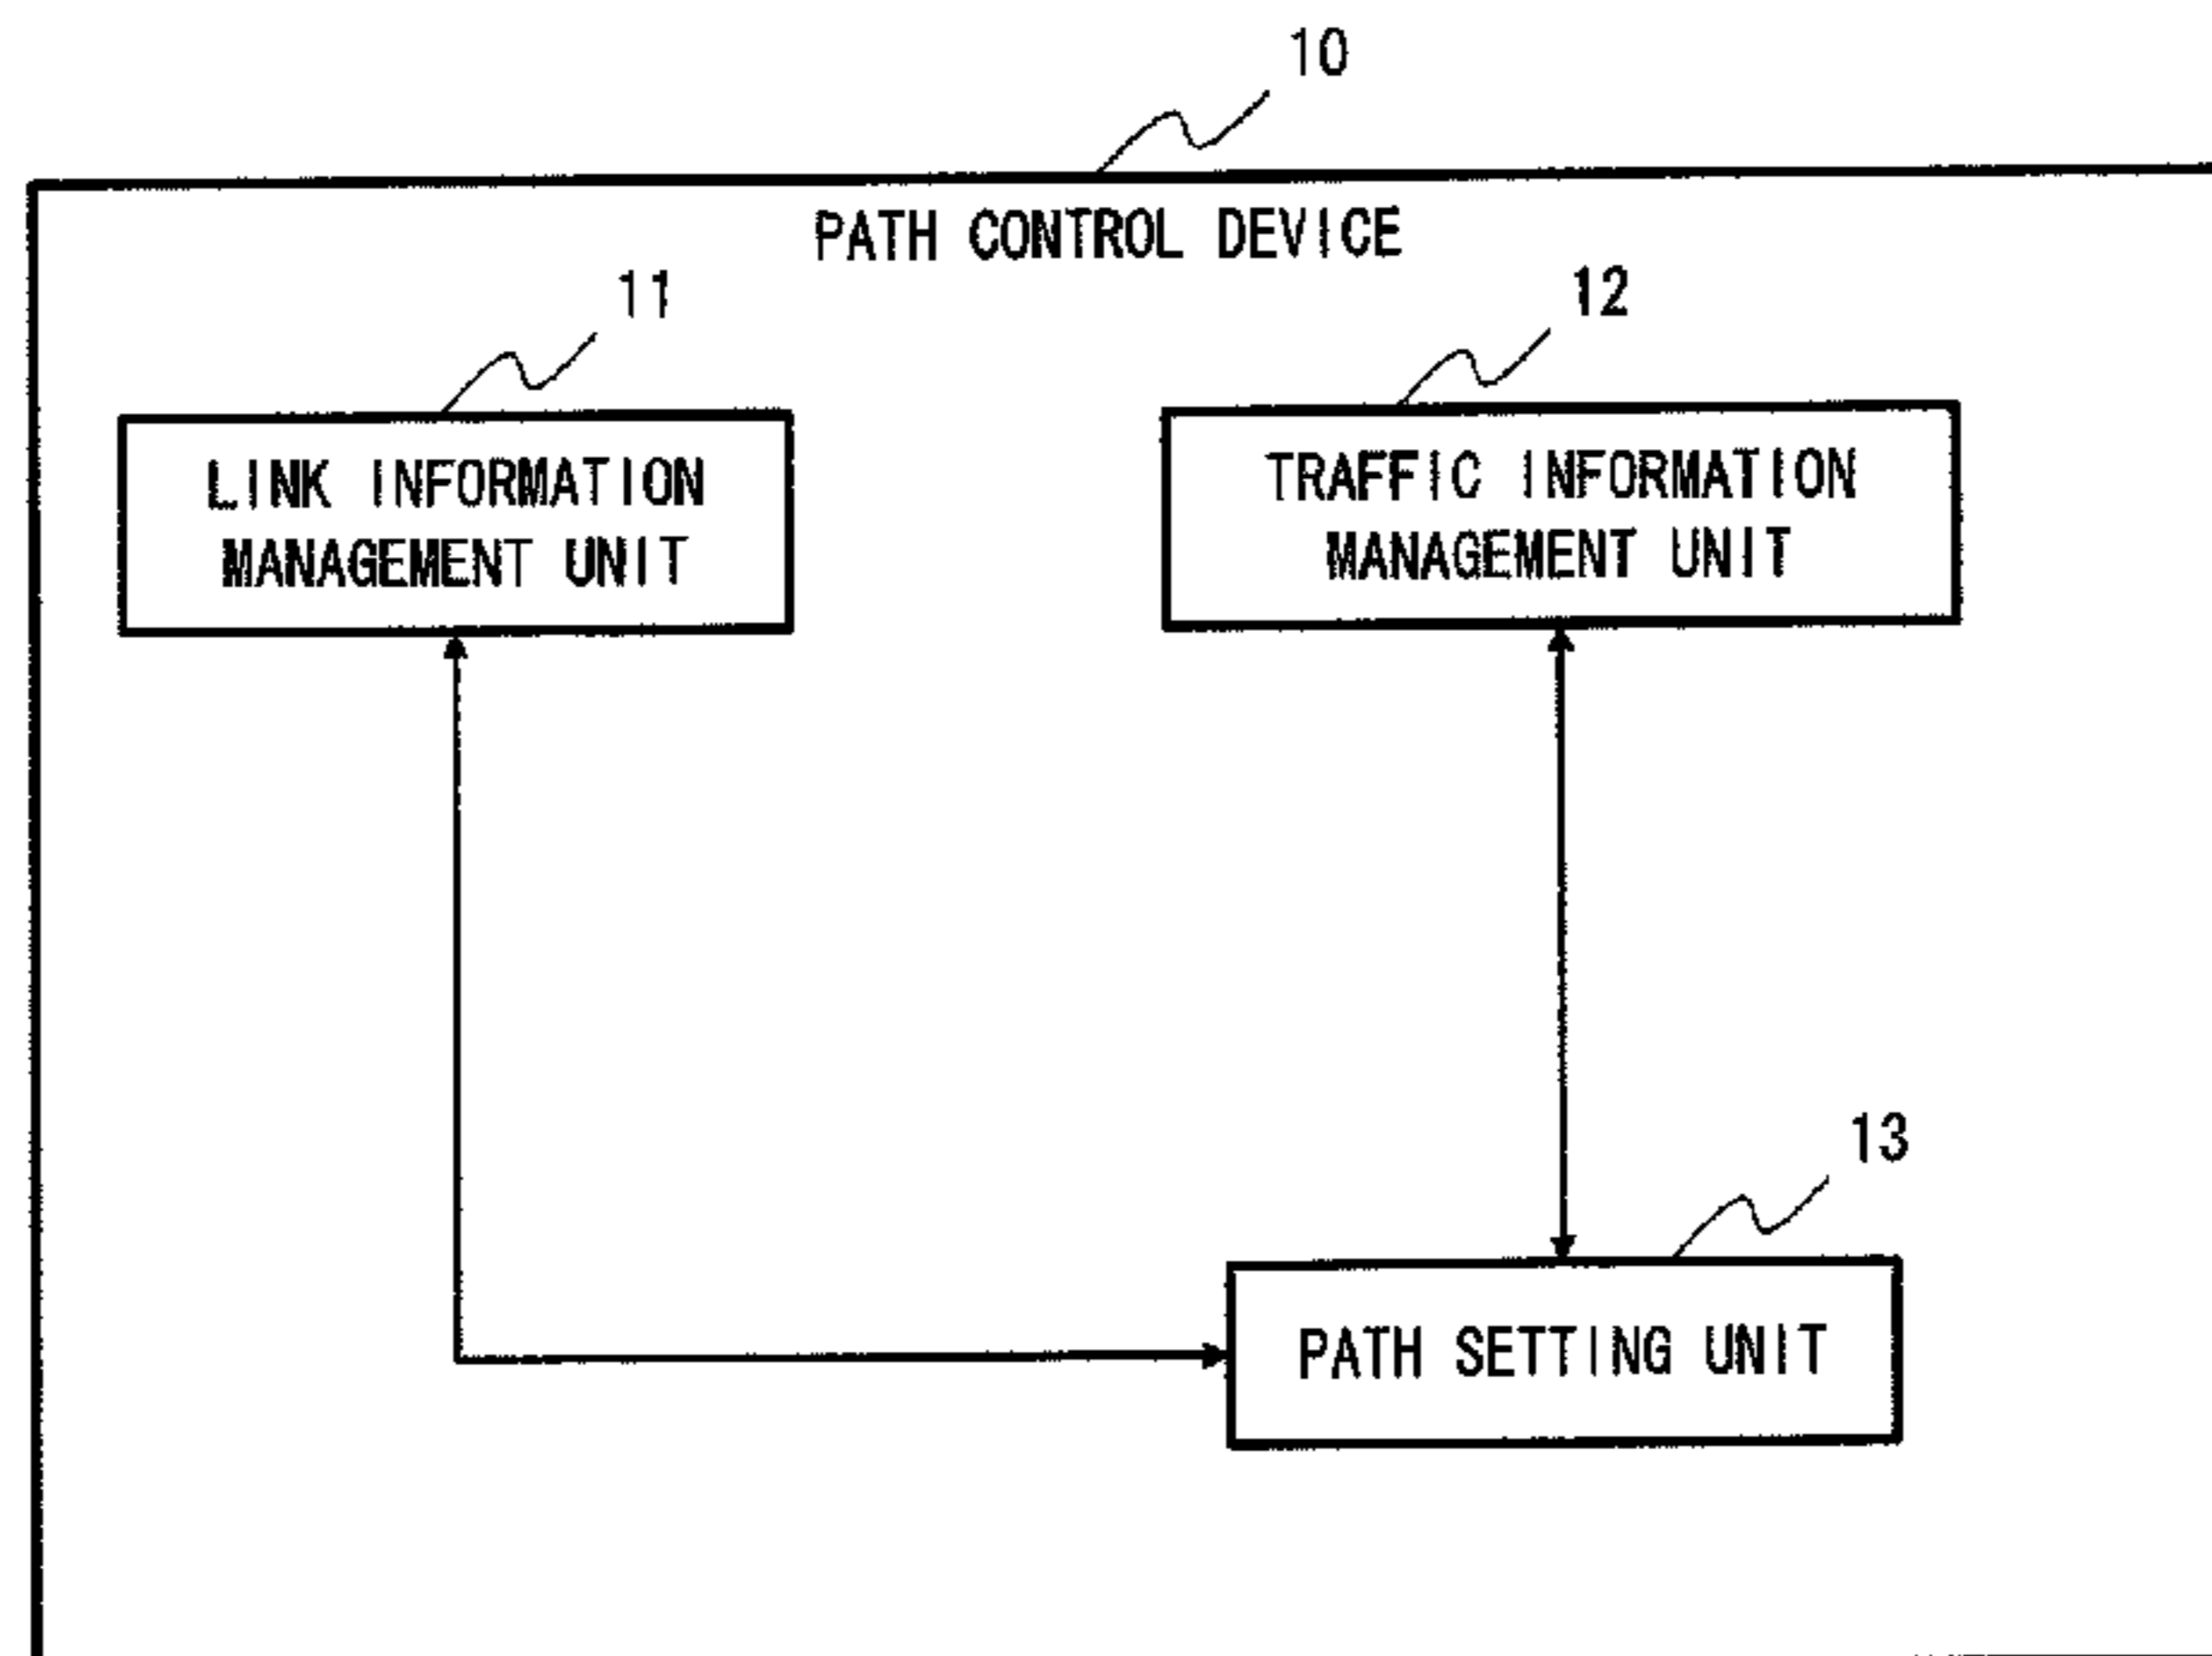 10
PATH CONTROL DEVICE
11
12
LINK INFORMATION
MANAGEMENT UNIT
TRAFFIC INFORMATION
MANAGEMENT UNIT
13
PATH SETTING UNIT